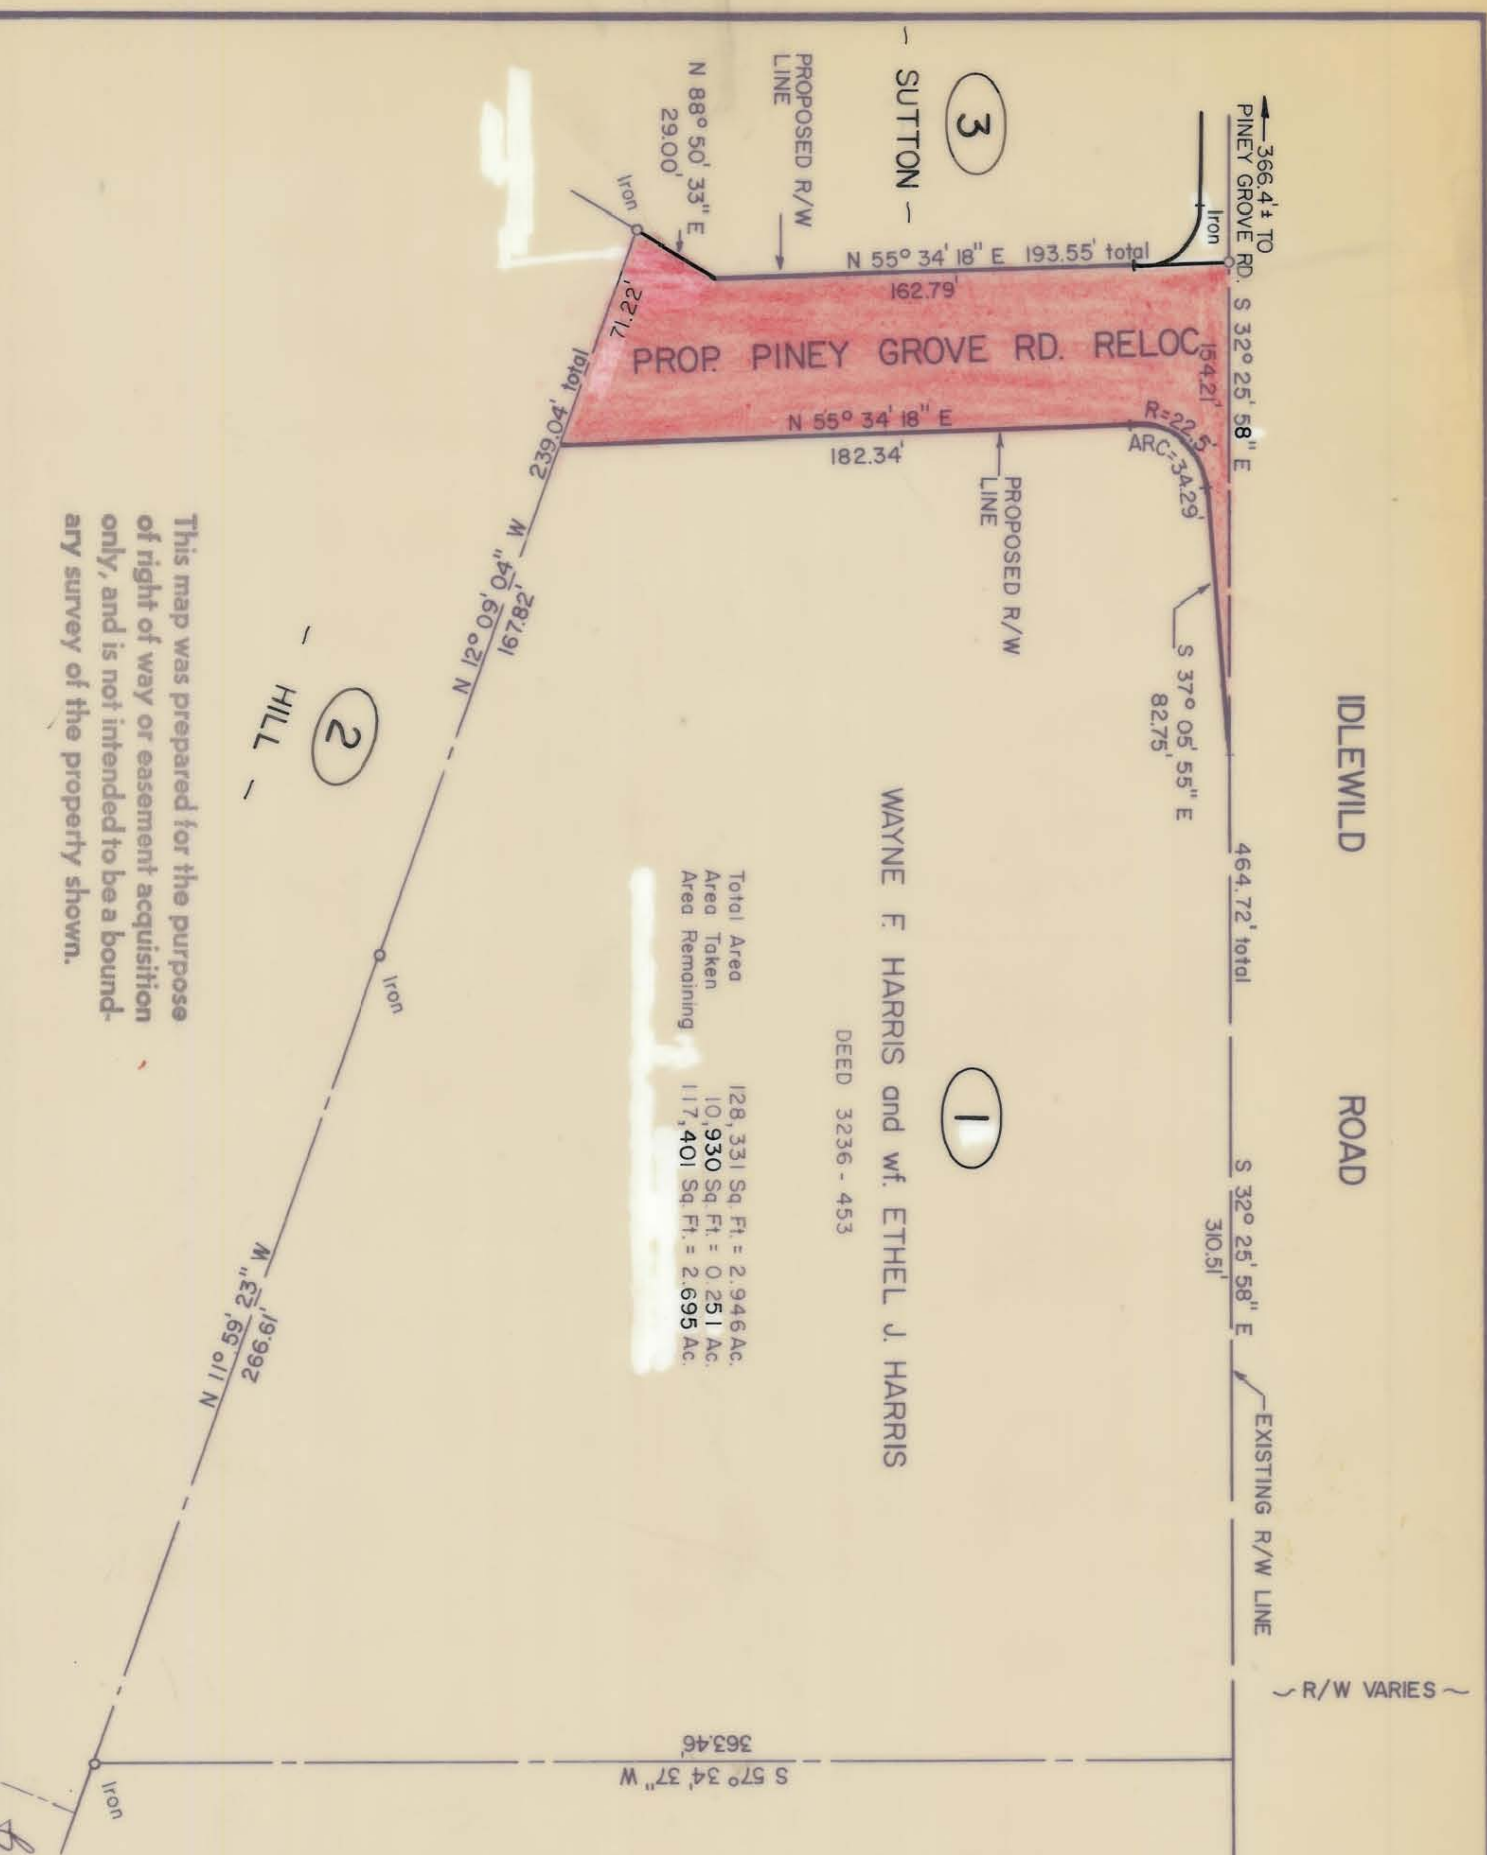 IDLEWILD ROAD
~ R/W VARIES ~
366.4'± TO
PINEY GROVE RD.
S 32° 25' 58" E
464.72' total
S 32° 25' 58" E
310.51'
EXISTING R/W LINE
Iron
154.21'
R=22.5'
ARC=34.29'
S 37° 05' 55" E
82.75'
3
- SUTTON -
PROPOSED R/W
LINE
N 55° 34' 18" E 193.55' total
162.79'
PROP. PINEY GROVE RD. RELOC.
N 55° 34' 18" E
182.34'
PROPOSED R/W
LINE
N 88° 50' 33" E
29.00'
Iron
71.22'
239.04' total
N 12° 09' 04" W
167.82'
1
WAYNE F. HARRIS and wf. ETHEL J. HARRIS
DEED 3236 - 453
Total Area 128,331 Sq. Ft. = 2.946 Ac.
Area Taken 10,930 Sq. Ft. = 0.251 Ac.
Area Remaining 117,401 Sq. Ft. = 2.695 Ac.
2
- HILL -
Iron
N 11° 59' 23" W
266.61'
363.46'
S 57° 34' 37" W
Iron
This map was prepared for the purpose
of right of way or easement acquisition
only, and is not intended to be a bound-
ary survey of the property shown.